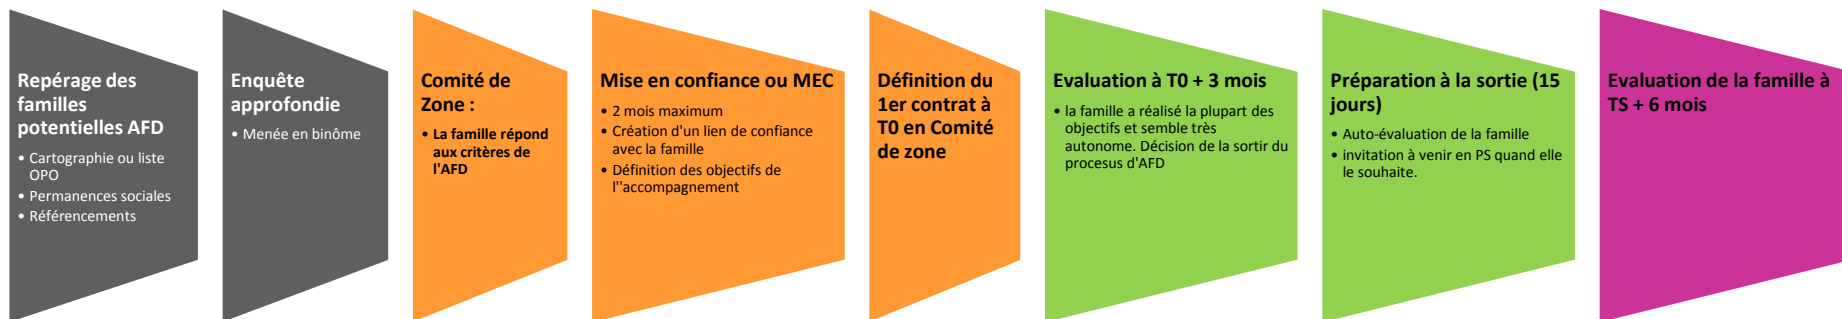 Repérage des
familles
potentielles AFD
• Cartographie ou liste
OPO
• Permanences sociales
• Référencements
Enquête
approfondie
• Menée en binôme
Comité de
Zone :
• La famille répond
aux critères de
l'AFD
Mise en confiance ou MEC
• 2 mois maximum
• Création d'un lien de confiance
avec la famille
• Définition des objectifs de
l''accompagnement
Définition du
1er contrat à
T0 en Comité
de zone
Evaluation à T0 + 3 mois
• la famille a réalisé la plupart des
objectifs et semble très
autonome. Décision de la sortir du
procesus d'AFD
Préparation à la sortie (15
jours)
• Auto-évaluation de la famille
• invitation à venir en PS quand elle
le souhaite.
Evaluation de la famille à
TS + 6 mois